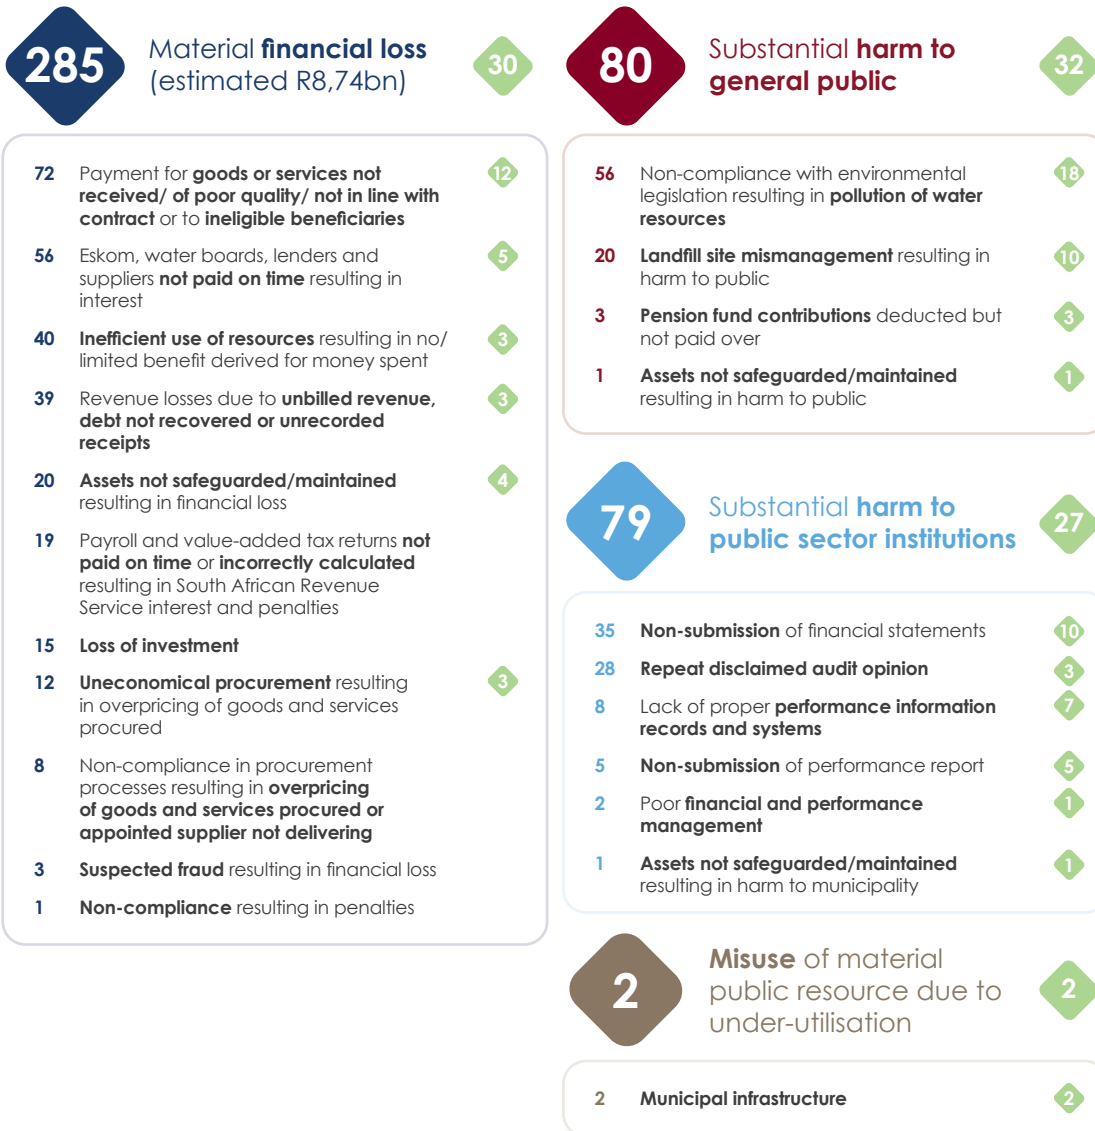 285
Material financial loss
(estimated R8,74bn)
30
72 Payment for goods or services not
received/ of poor quality/ not in line with
contract or to ineligible beneficiaries
12
56 Eskom, water boards, lenders and
suppliers not paid on time resulting in
interest
5
40 Inefficient use of resources resulting in no/
limited benefit derived for money spent
3
39 Revenue losses due to unbilled revenue,
debt not recovered or unrecorded
receipts
3
20 Assets not safeguarded/maintained
resulting in financial loss
4
19 Payroll and value-added tax returns not
paid on time or incorrectly calculated
resulting in South African Revenue
Service interest and penalties
15 Loss of investment
12 Uneconomical procurement resulting
in overpricing of goods and services
procured
3
8 Non-compliance in procurement
processes resulting in overpricing
of goods and services procured or
appointed supplier not delivering
3 Suspected fraud resulting in financial loss
1 Non-compliance resulting in penalties
80
Substantial harm to
general public
32
56 Non-compliance with environmental
legislation resulting in pollution of water
resources
18
20 Landfill site mismanagement resulting in
harm to public
10
3 Pension fund contributions deducted but
not paid over
3
1 Assets not safeguarded/maintained
resulting in harm to public
1
79
Substantial harm to
public sector institutions
27
35 Non-submission of financial statements
10
28 Repeat disclaimed audit opinion
3
8 Lack of proper performance information
records and systems
7
5 Non-submission of performance report
5
2 Poor financial and performance
management
1
1 Assets not safeguarded/maintained
resulting in harm to municipality
1
2
Misuse of material
public resource due to
under-utilisation
2
2 Municipal infrastructure
2